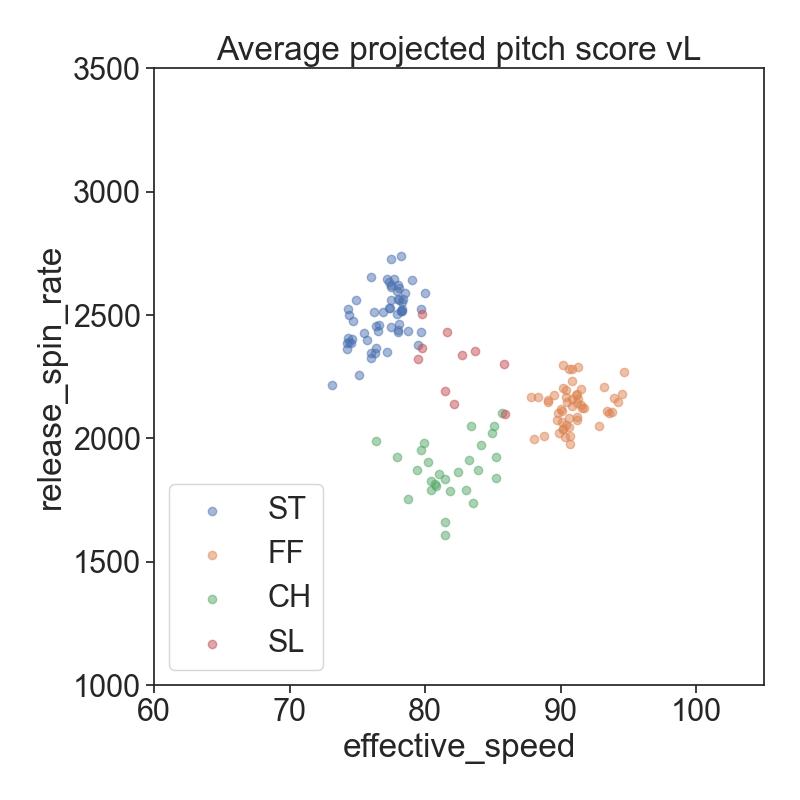 Average projected pitch score vL
3500
3000
2500
2000
1500
1000
release_spin_rate
ST
FF
CH
SL
60 70 80 90 100
effective_speed